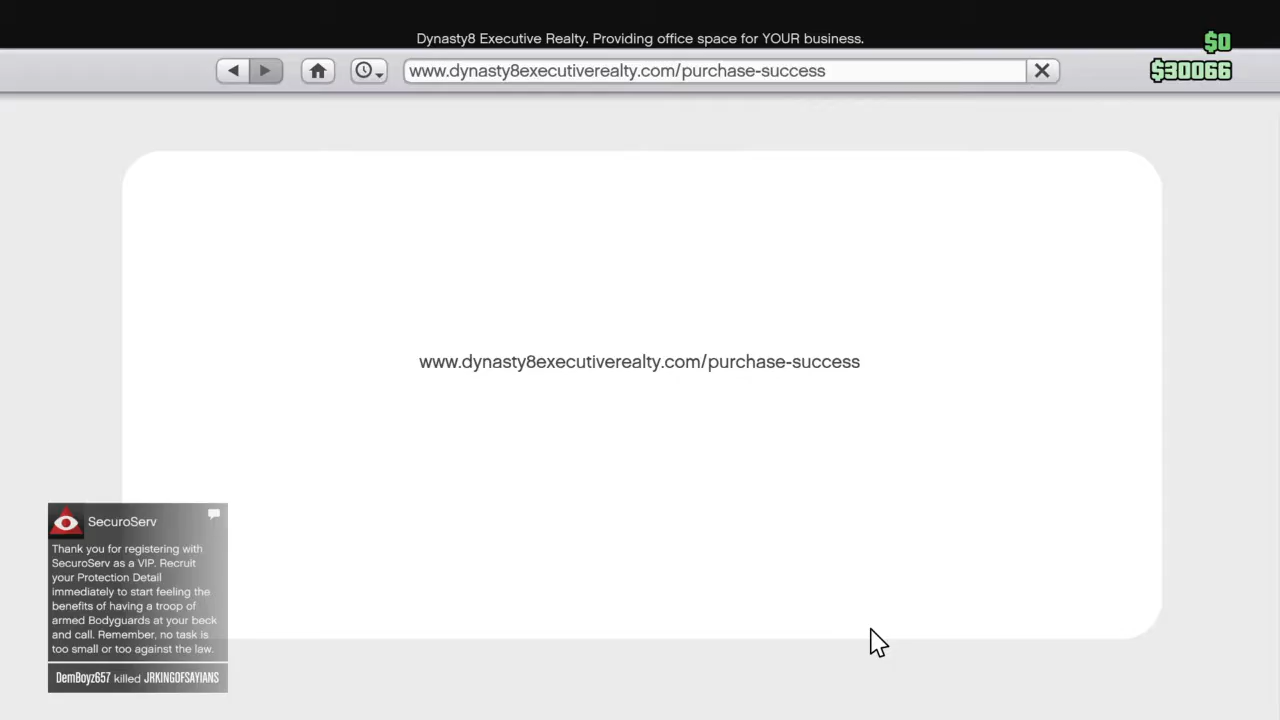 Dynasty8 Executive Realty. Providing office space for YOUR business.
$0
www.dynasty8executiverealty.com/purchase-success
$30066
www.dynasty8executiverealty.com/purchase-success
SecuroServ
Thank you for registering with
SecuroServ as a VIP. Recruit
your Protection Detail
immediately to start feeling the
benefits of having a troop of
armed Bodyguards at your beck
and call. Remember, no task is
too small or too against the law.
DemBoyz657 killed JRKINGOFSAYIANS